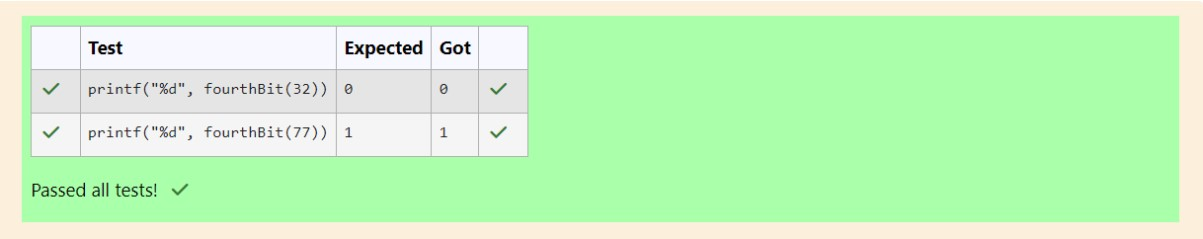 Test Expected Got
printf("%d", fourthBit(32)) 0 0
printf("%d", fourthBit(77)) 1 1
Passed all tests!